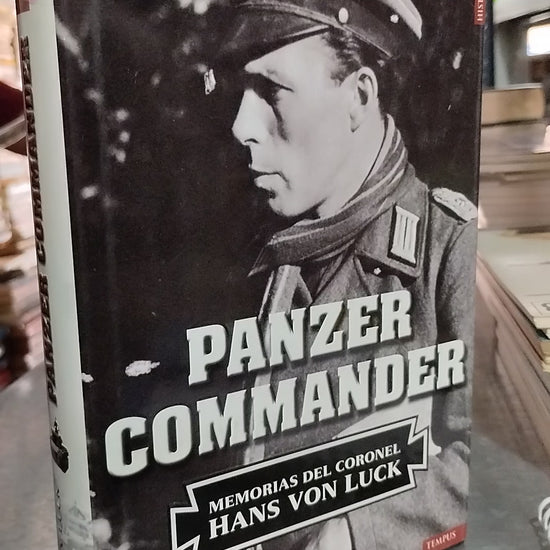 PANZER
COMMANDER
MEMORIAS DEL CORONEL
HANS VON LUCK
TEMPUS
PANZER COMMANDER